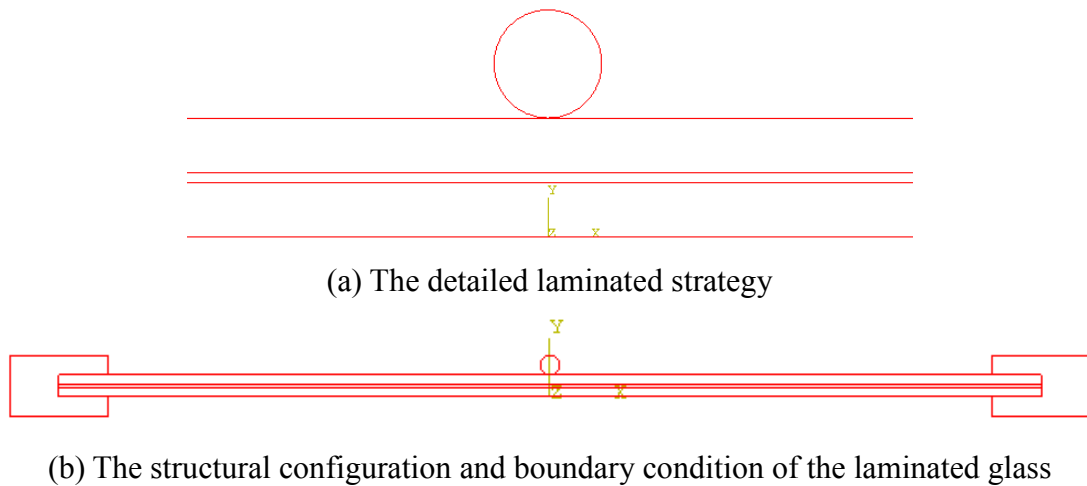 Y
Z X
(a) The detailed laminated strategy
Y
Z X
(b) The structural configuration and boundary condition of the laminated glass